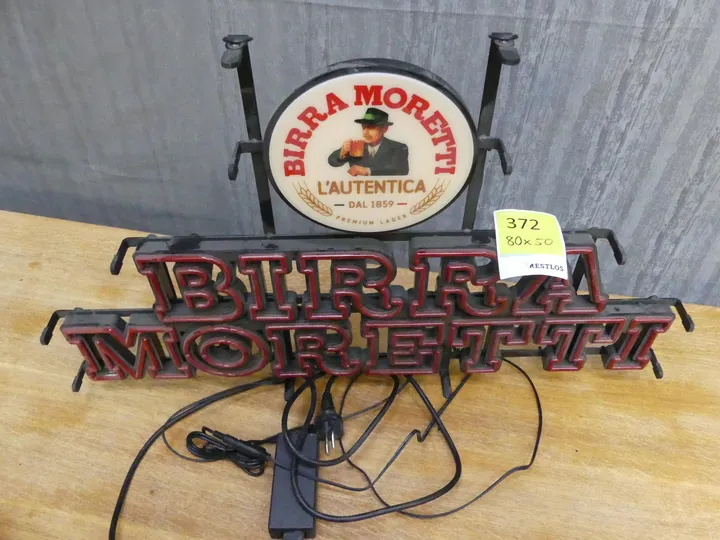 BIRRA MORETTI
L'AUTENTICA
DAL 1859
PREMIUM LAGER
372
80x50
RESTLOS
BIRRA
MORETTI